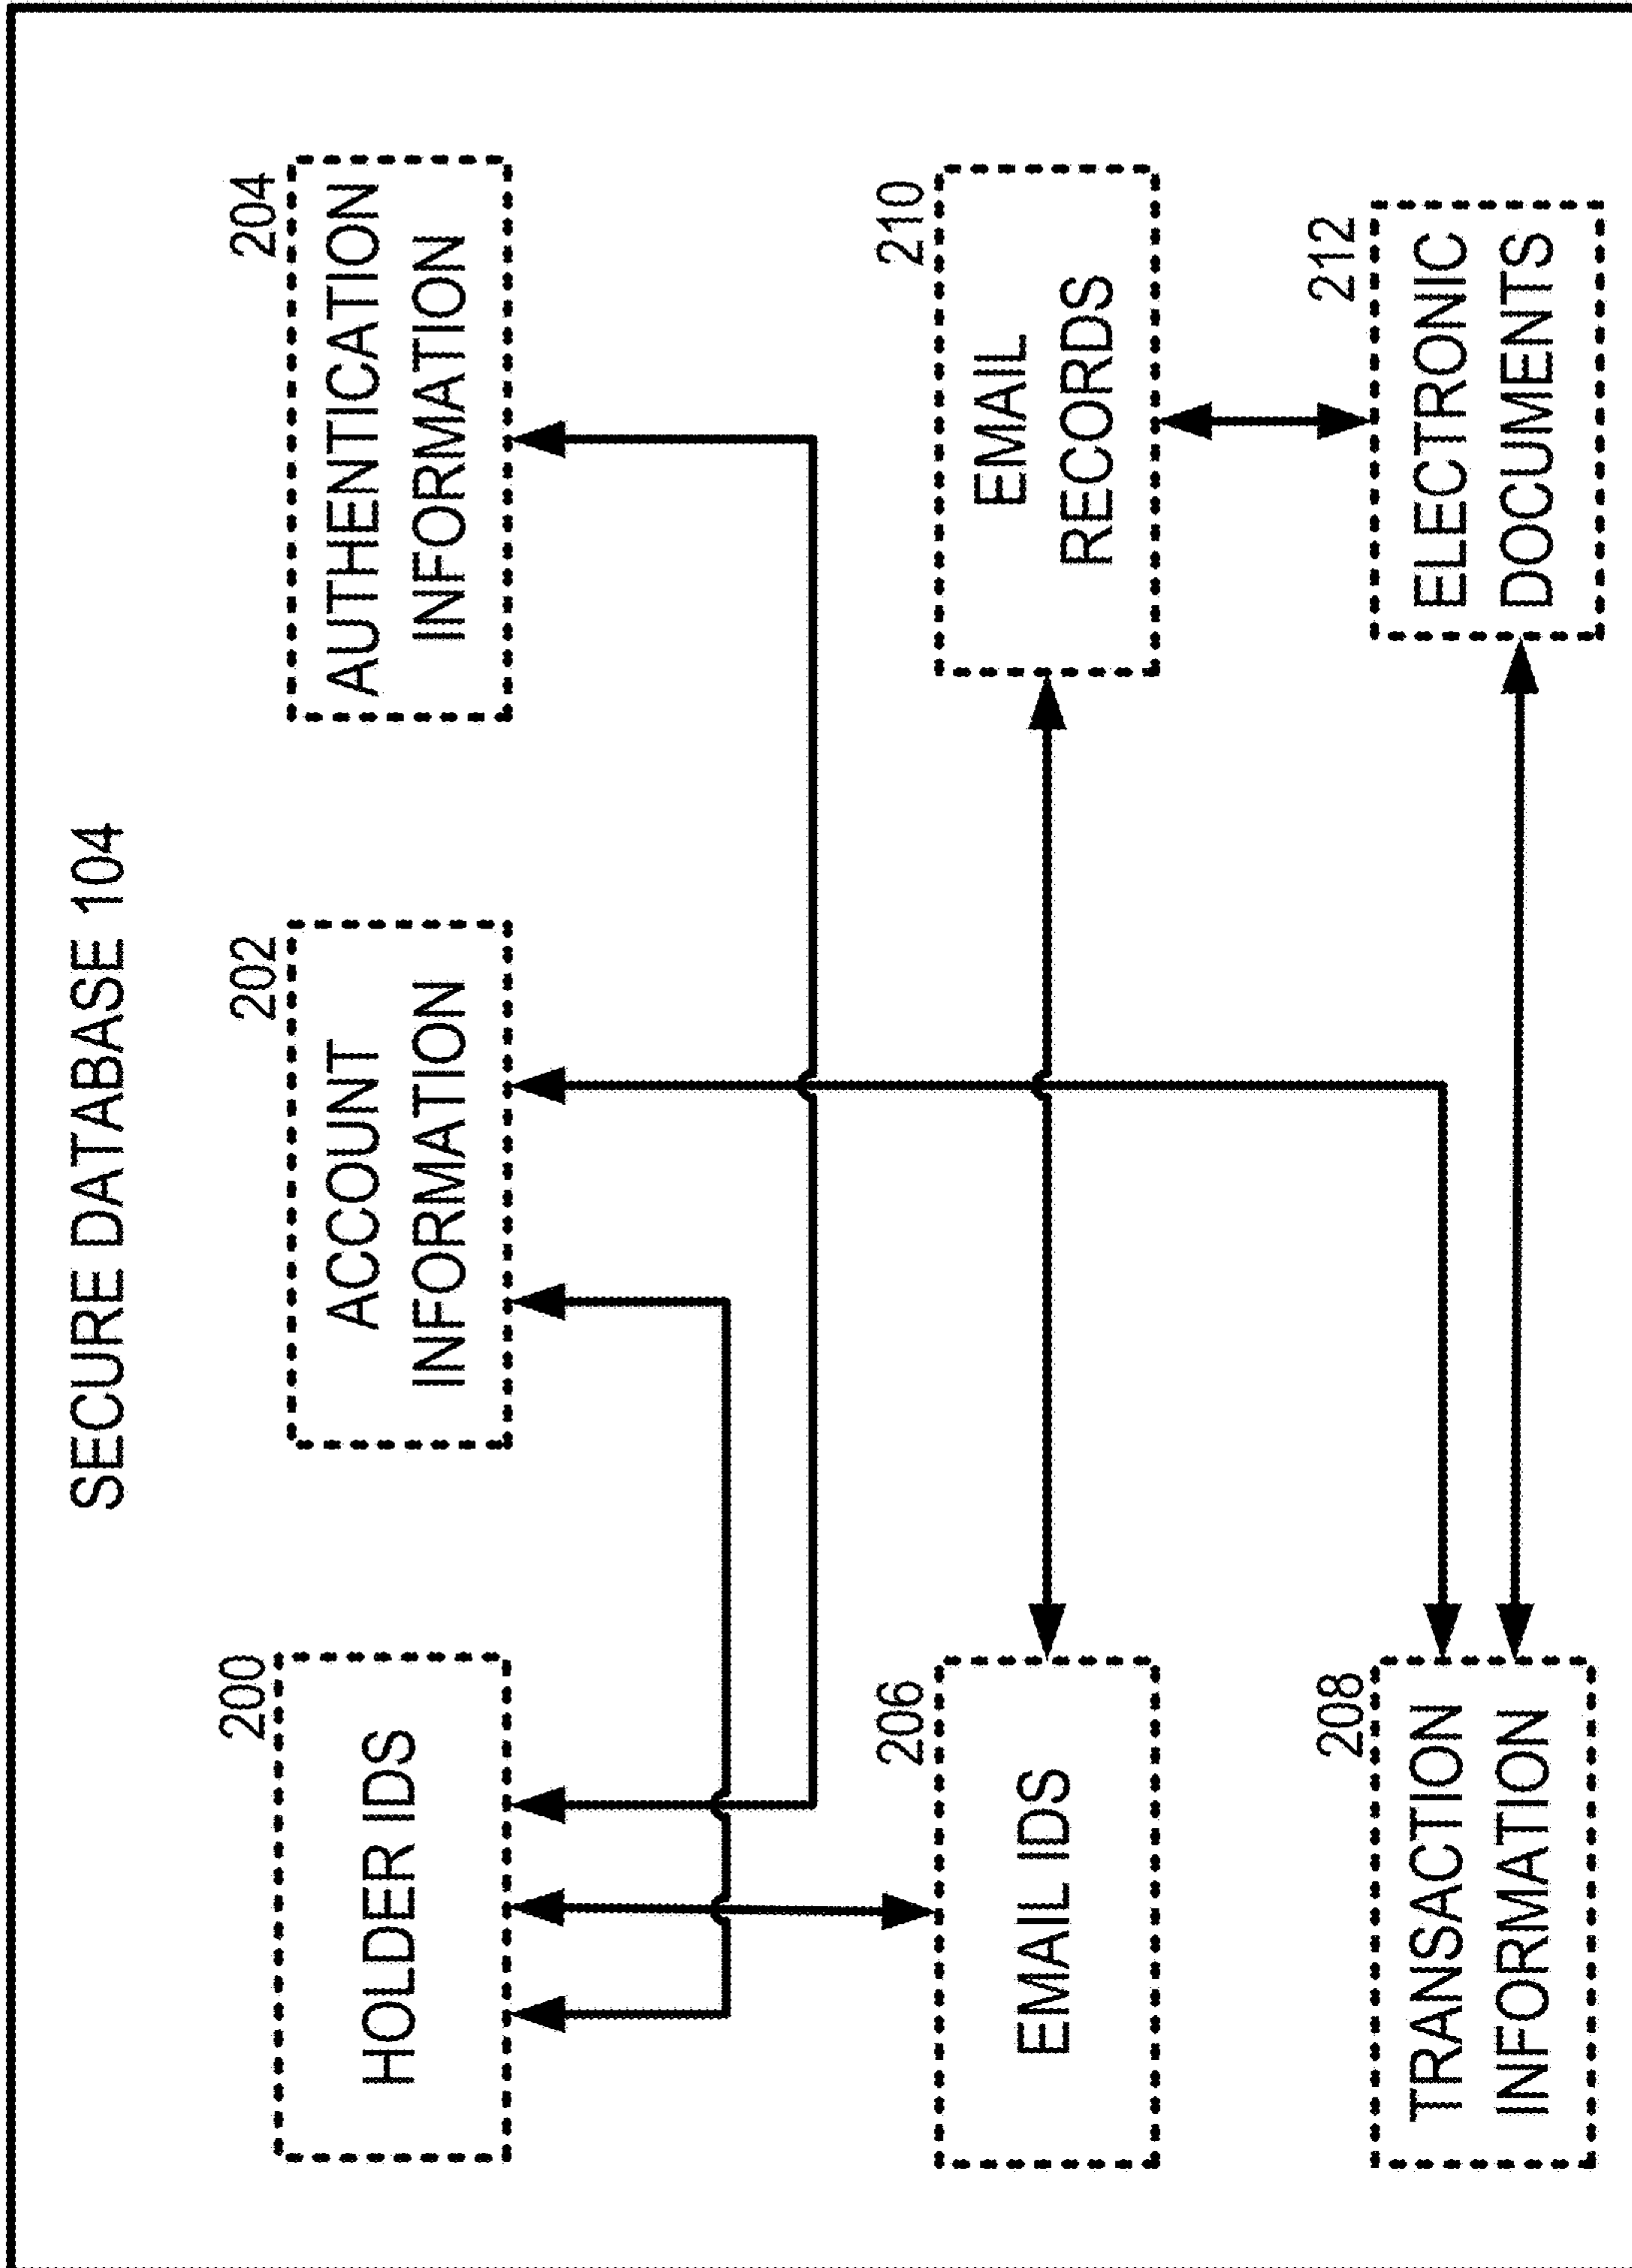 SECURE DATABASE 104
200
HOLDER IDS
202
ACCOUNT
INFORMATION
204
AUTHENTICATION
INFORMATION
206
EMAIL IDS
210
EMAIL
RECORDS
208
TRANSACTION
INFORMATION
212
ELECTRONIC
DOCUMENTS